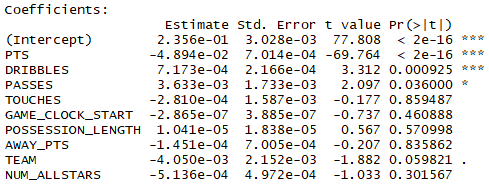 Coefficients:
Estimate Std. Error t value Pr(>|t|)
(Intercept) 2.356e-01 3.028e-03 77.808 < 2e-16 ***
PTS -4.894e-02 7.014e-04 -69.764 < 2e-16 ***
DRIBBLES 7.173e-04 2.166e-04 3.312 0.000925 ***
PASSES 3.633e-03 1.733e-03 2.097 0.036000 *
TOUCHES -2.810e-04 1.587e-03 -0.177 0.859487
GAME_CLOCK_START -2.865e-07 3.885e-07 -0.737 0.460888
POSSESSION_LENGTH 1.041e-05 1.838e-05 0.567 0.570998
AWAY_PTS -1.451e-04 7.005e-04 -0.207 0.835862
TEAM -4.050e-03 2.152e-03 -1.882 0.059821 .
NUM_ALLSTARS -5.136e-04 4.972e-04 -1.033 0.301567